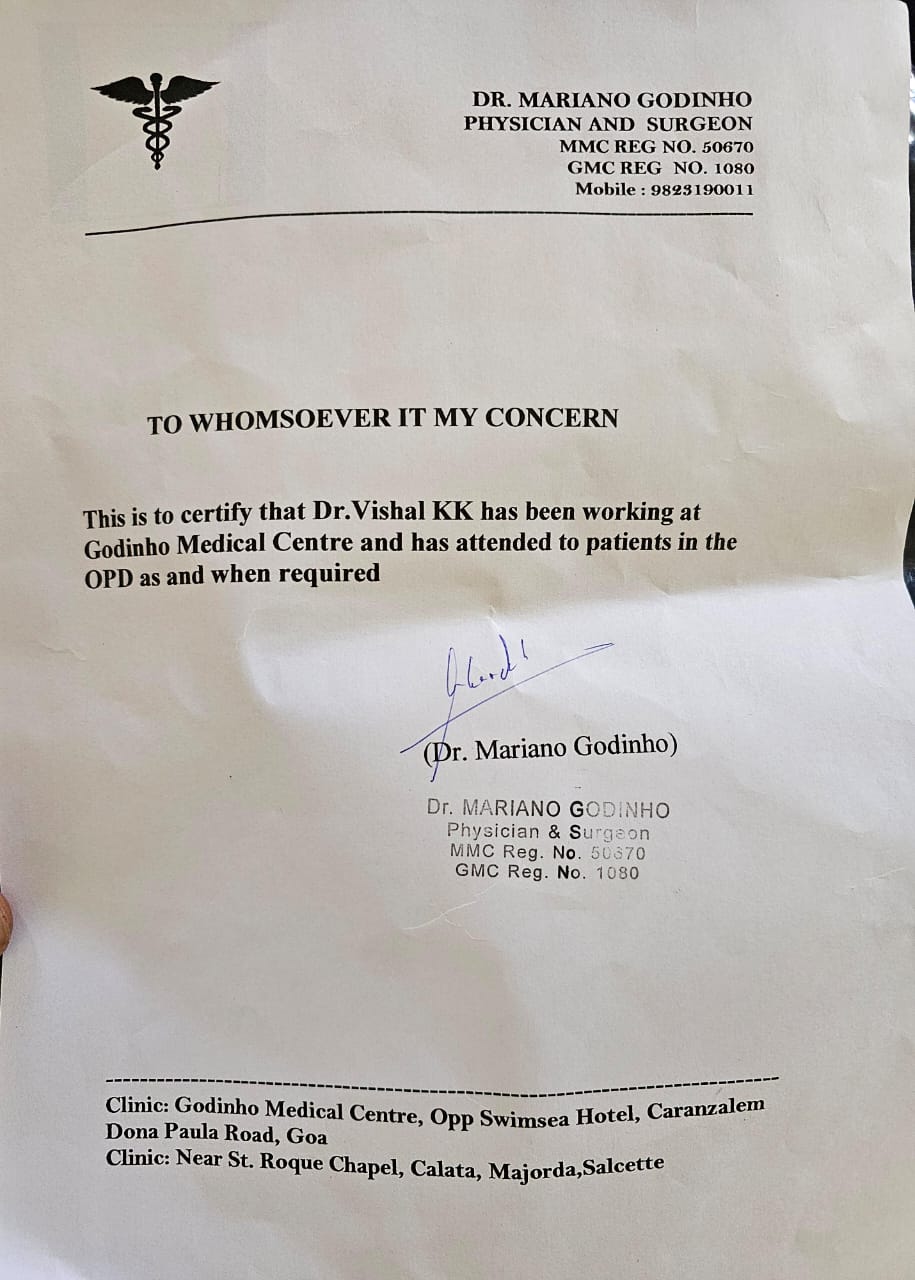 DR. MARIANO GODINHO
PHYSICIAN AND SURGEON
MMC REG NO. 50670
GMC REG NO. 1080
Mobile : 9823190011
TO WHOMSOEVER IT MY CONCERN
This is to certify that Dr.Vishal KK has been working at
Godinho Medical Centre and has attended to patients in the
OPD as and when required
(Dr. Mariano Godinho)
Dr. MARIANO GODINHO
Physician & Surgeon
MMC Reg. No. 50670
GMC Reg. No. 1080
Clinic: Godinho Medical Centre, Opp Swimsea Hotel, Caranzalem
Dona Paula Road, Goa
Clinic: Near St. Roque Chapel, Calata, Majorda,Salcette